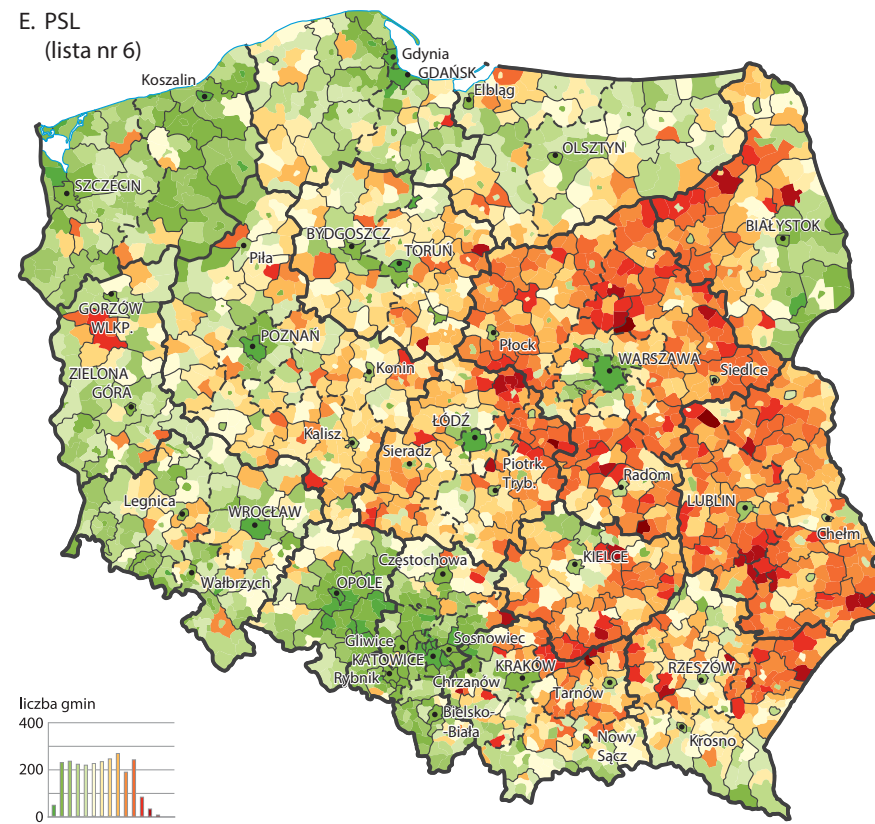 E. PSL
(lista nr 6)
Gdynia
GDAŃSK
Koszalin
Elbląg
OLSZTYN
SZCZECIN
BIAŁYSTOK
BYDGOSZCZ
TORUŃ
Piła
GORZÓW
WLKP.
POZNAŃ
Płock
WARSZAWA
Siedlce
Konin
ZIELONA
GÓRA
ŁÓDŹ
Kalisz
Sieradz
Piotrk.
Tryb.
Radom
LUBLIN
Legnica
WROCŁAW
Chełm
KIELCE
Częstochowa
Wałbrzych
OPOLE
Gliwice
Sosnowiec
KATOWICE
KRAKÓW
RZESZÓW
Rybnik
Chrzanów
Tarnów
Bielsko-
-Biała
Nowy
Sącz
Krosno
liczba gmin
400
200
0